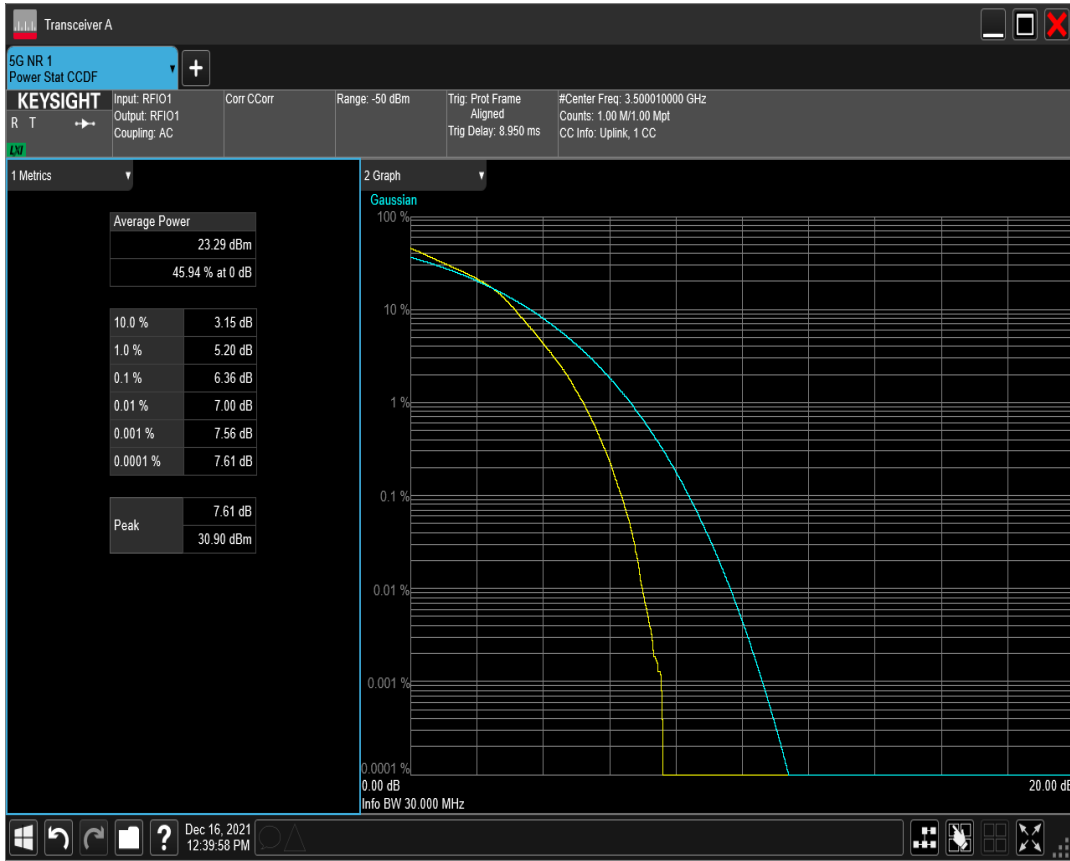 Transceiver A
5G NR 1
Power Stat CCDF
+
KEYSIGHT
R T
LXI
Input: RFIO1
Output: RFIO1
Coupling: AC
Corr CCorr
Range: -50 dBm
Trig: Prot Frame
Aligned
Trig Delay: 8.950 ms
#Center Freq: 3.500010000 GHz
Counts: 1.00 M/1.00 Mpt
CC Info: Uplink, 1 CC
1 Metrics
Average Power
23.29 dBm
45.94 % at 0 dB
10.0 % 3.15 dB
1.0 % 5.20 dB
0.1 % 6.36 dB
0.01 % 7.00 dB
0.001 % 7.56 dB
0.0001 % 7.61 dB
Peak 7.61 dB
30.90 dBm
2 Graph
Gaussian
100 %
10 %
1 %
0.1 %
0.01 %
0.001 %
0.0001 %
0.00 dB 20.00 dB
Info BW 30.000 MHz
?
Dec 16, 2021
12:39:58 PM